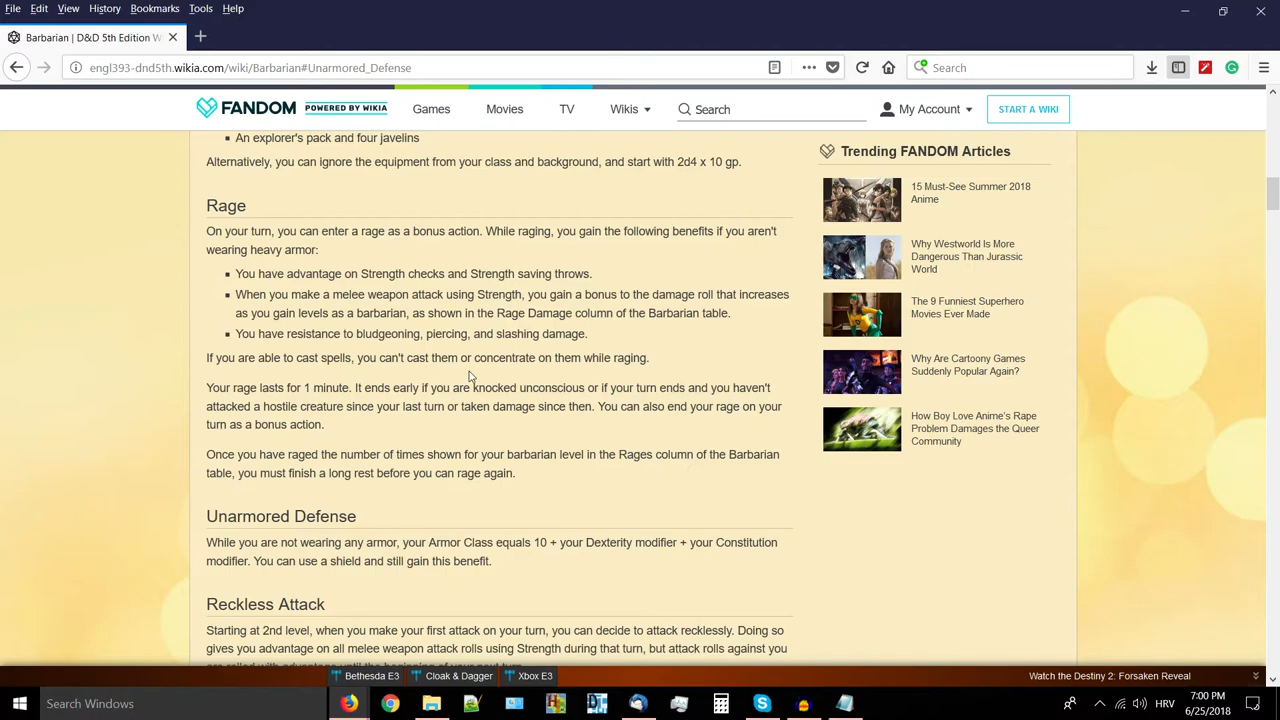 File Edit View History Bookmarks Tools Help
Barbarian | D&D 5th Edition W
engl393-dnd5th.wikia.com/wiki/Barbarian#Unarmored_Defense
Search
FANDOM POWERED BY WIKIA Games Movies TV Wikis Search My Account START A WIKI
An explorer's pack and four javelins
Alternatively, you can ignore the equipment from your class and background, and start with 2d4 x 10 gp.
Rage
On your turn, you can enter a rage as a bonus action. While raging, you gain the following benefits if you aren't
wearing heavy armor:
You have advantage on Strength checks and Strength saving throws.
When you make a melee weapon attack using Strength, you gain a bonus to the damage roll that increases
as you gain levels as a barbarian, as shown in the Rage Damage column of the Barbarian table.
You have resistance to bludgeoning, piercing, and slashing damage.
If you are able to cast spells, you can't cast them or concentrate on them while raging.
Your rage lasts for 1 minute. It ends early if you are knocked unconscious or if your turn ends and you haven't
attacked a hostile creature since your last turn or taken damage since then. You can also end your rage on your
turn as a bonus action.
Once you have raged the number of times shown for your barbarian level in the Rages column of the Barbarian
table, you must finish a long rest before you can rage again.
Unarmored Defense
While you are not wearing any armor, your Armor Class equals 10 + your Dexterity modifier + your Constitution
modifier. You can use a shield and still gain this benefit.
Reckless Attack
Starting at 2nd level, when you make your first attack on your turn, you can decide to attack recklessly. Doing so
gives you advantage on all melee weapon attack rolls using Strength during that turn, but attack rolls against you
Trending FANDOM Articles
15 Must-See Summer 2018
Anime
Why Westworld Is More
Dangerous Than Jurassic
World
The 9 Funniest Superhero
Movies Ever Made
Why Are Cartoony Games
Suddenly Popular Again?
How Boy Love Anime's Rape
Problem Damages the Queer
Community
Bethesda E3 Cloak & Dagger Xbox E3 Watch the Destiny 2: Forsaken Reveal
Search Windows
HRV
7:00 PM
6/25/2018